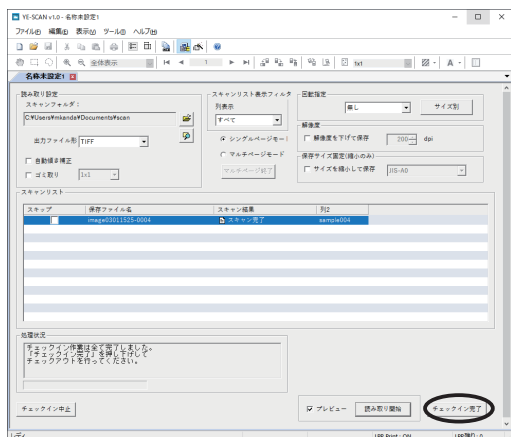 YE-SCAN v1.0 - 名称未設定1
ファイル(F) 編集(E) 表示(V) ツール(T) ヘルプ(H)
全体表示 1 txt A
名称未設定1
読み取り設定
スキャンフォルダ：
C:¥Users¥mkanda¥Documents¥scan
出力ファイル形 TIFF
自動傾き補正
ゴミ取り 1x1
スキャンリスト表示フィルタ
列表示
すべて
シングルページモー
マルチページモード
マルチページ終了
回転指定
無し サイズ別
解像度
解像度を下げて保存 200 dpi
保存サイズ固定(縮小のみ)
サイズを縮小して保存 JIS-A0
スキャンリスト
スキップ 保存ファイル名 スキャン結果 列2
image03011525-0004 スキャン完了 sample004
処理状況
チェックイン作業は全て完了しました。
「チェックイン完了」を押し下げして
チェックアウトを行ってください。
チェックイン中止 プレビュー 読み取り開始 チェックイン完了
レディ